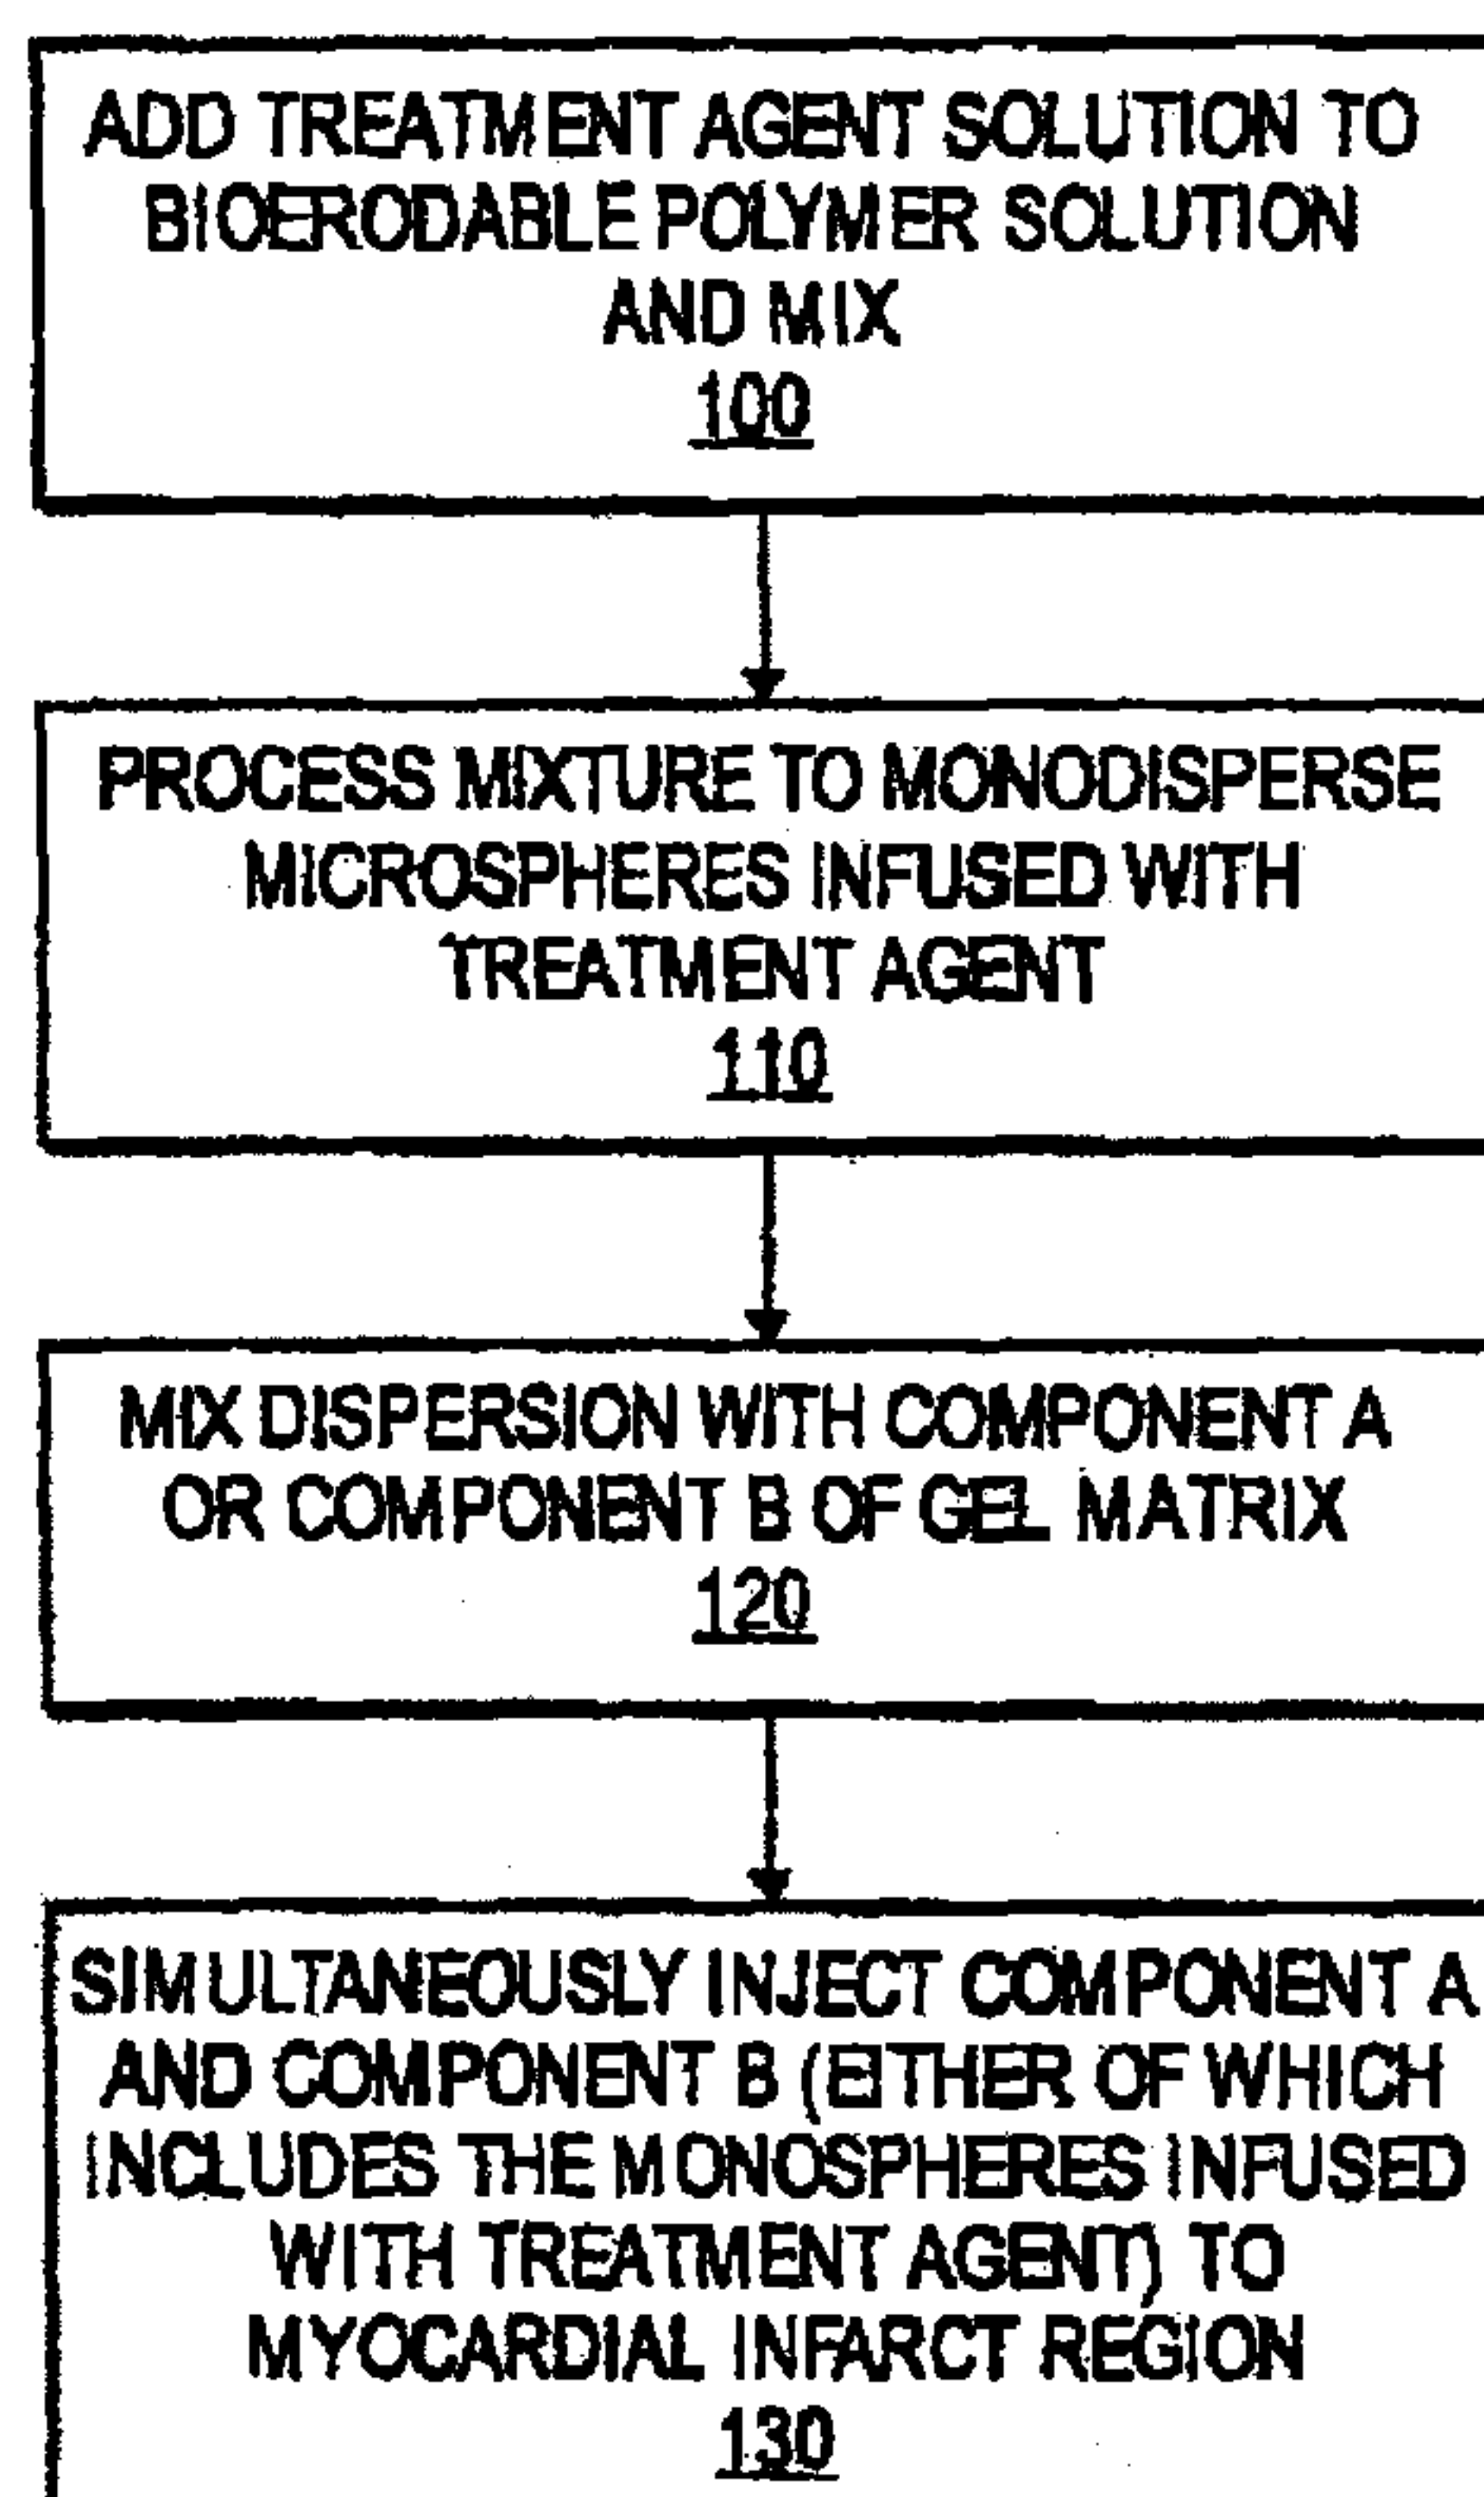 ADD TREATMENT AGENT SOLUTION TO
BIOERODABLE POLYMER SOLUTION
AND MIX
100
PROCESS MIXTURE TO MONODISPERSE
MICROSPHERES INFUSED WITH
TREATMENT AGENT
110
MIX DISPERSION WITH COMPONENT A
OR COMPONENT B OF GEL MATRIX
120
SIMULTANEOUSLY INJECT COMPONENT A
AND COMPONENT B (EITHER OF WHICH
INCLUDES THE MONOSPHERES INFUSED
WITH TREATMENT AGENT) TO
MYOCARDIAL INFARCT REGION
130